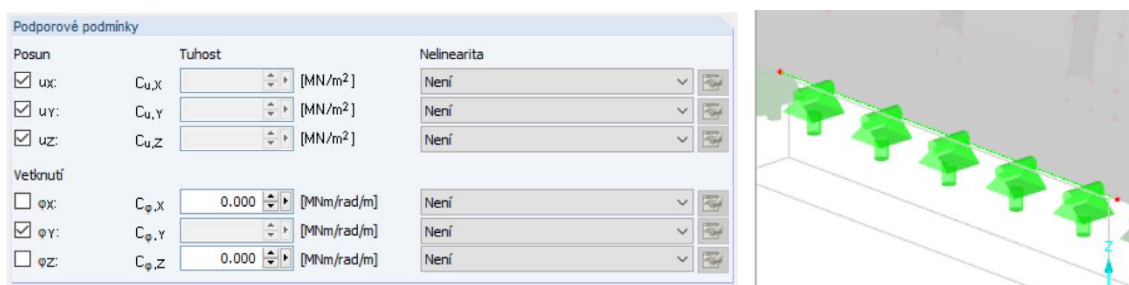 Podporové podmínky
Posun Tuhost Nelinearita
uX: Cu,X [MN/m²] Není
uY: Cu,Y [MN/m²] Není
uZ: Cu,Z [MN/m²] Není
Vetknutí
φX: Cφ,X 0.000 [MNm/rad/m] Není
φY: Cφ,Y [MNm/rad/m] Není
φZ: Cφ,Z 0.000 [MNm/rad/m] Není
Z